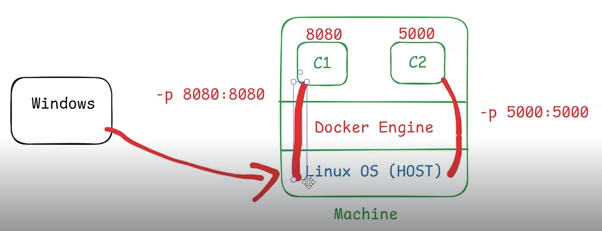 8080
5000
C1
C2
-p 8080:8080
Windows
-p 5000:5000
Docker Engine
Linux OS (HOST)
Machine